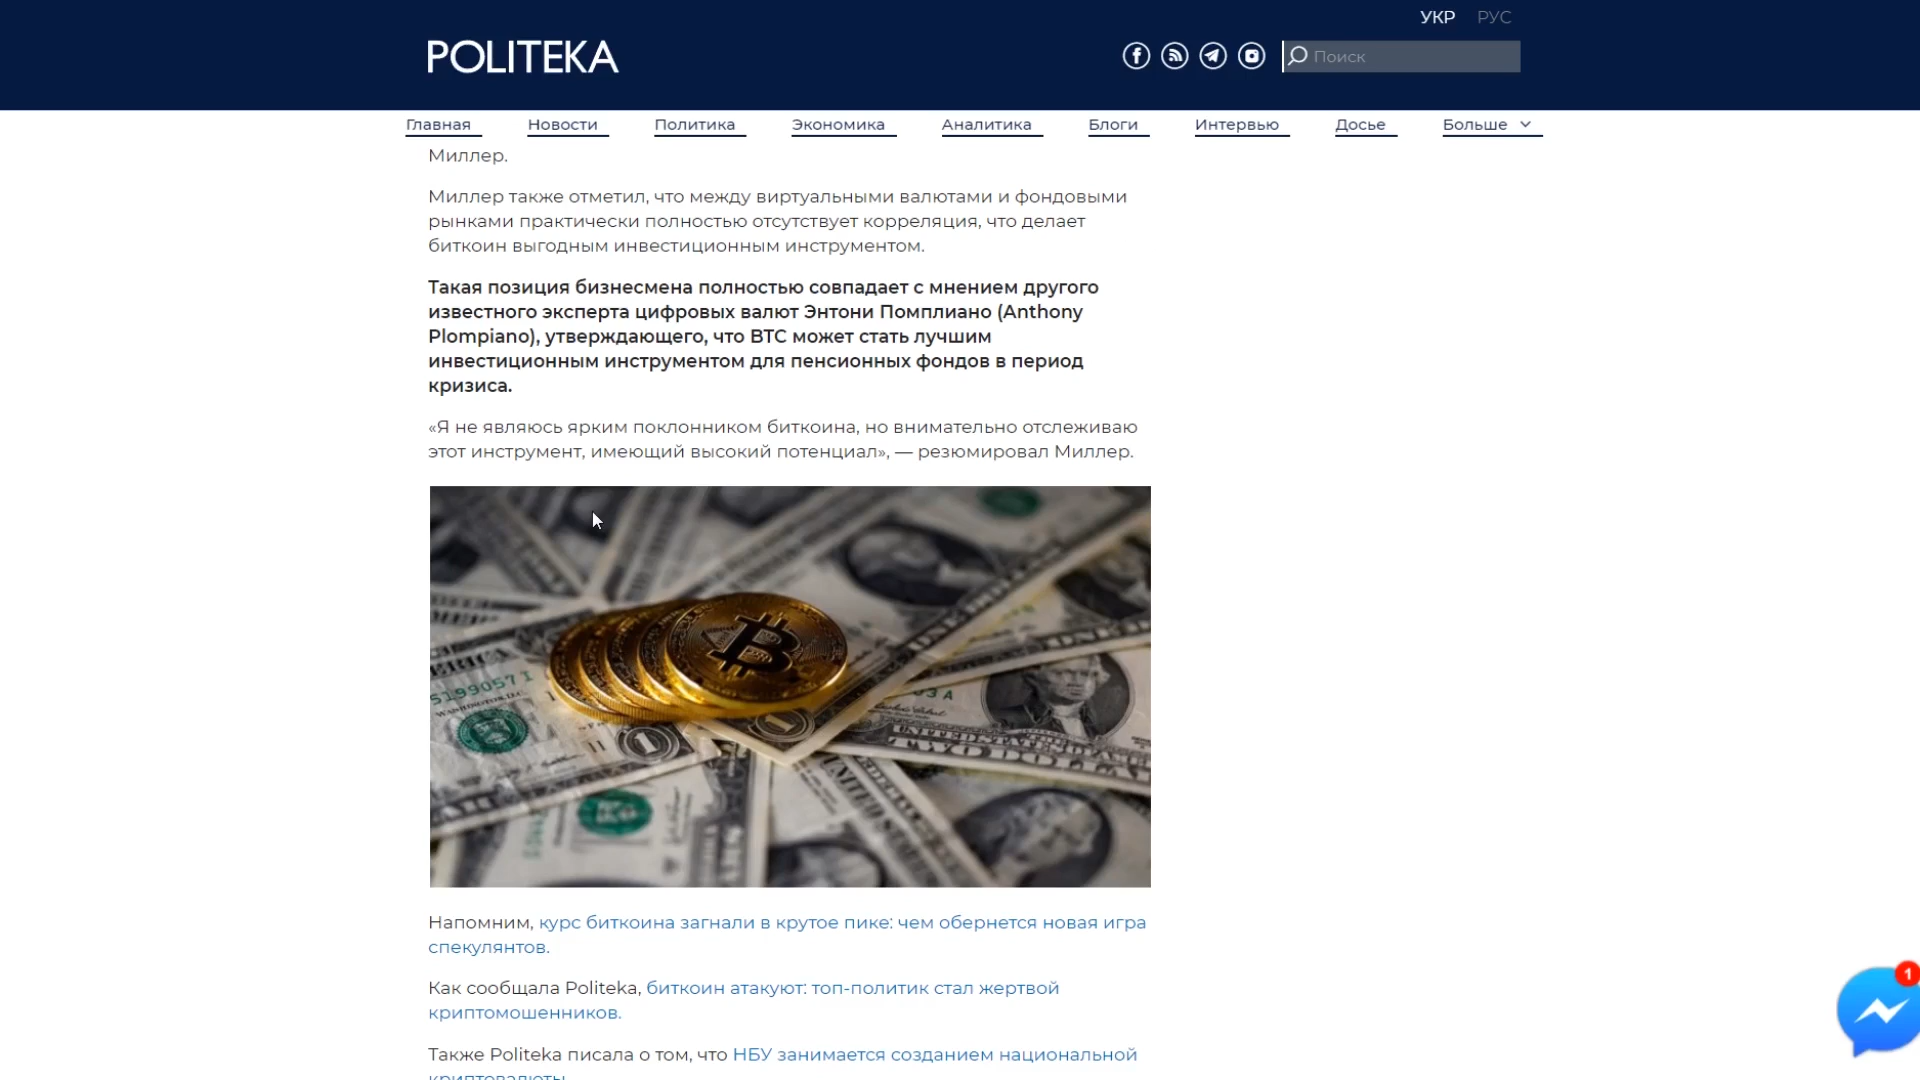 УКР РУС
POLITEKA
Поиск
Главная Новости Политика Экономика Аналитика Блоги Интервью Досье Больше
Миллер.
Миллер также отметил, что между виртуальными валютами и фондовыми
рынками практически полностью отсутствует корреляция, что делает
биткоин выгодным инвестиционным инструментом.
Такая позиция бизнесмена полностью совпадает с мнением другого
известного эксперта цифровых валют Энтони Помплиано (Anthony
Plompiano), утверждающего, что BTC может стать лучшим
инвестиционным инструментом для пенсионных фондов в период
кризиса.
«Я не являюсь ярким поклонником биткоина, но внимательно отслеживаю
этот инструмент, имеющий высокий потенциал», — резюмировал Миллер.
Напомним, курс биткоина загнали в крутое пике: чем обернется новая игра
спекулянтов.
Как сообщала Politeka, биткоин атакуют: топ-политик стал жертвой
криптомошенников.
Также Politeka писала о том, что НБУ занимается созданием национальной
криптовалюты.
1